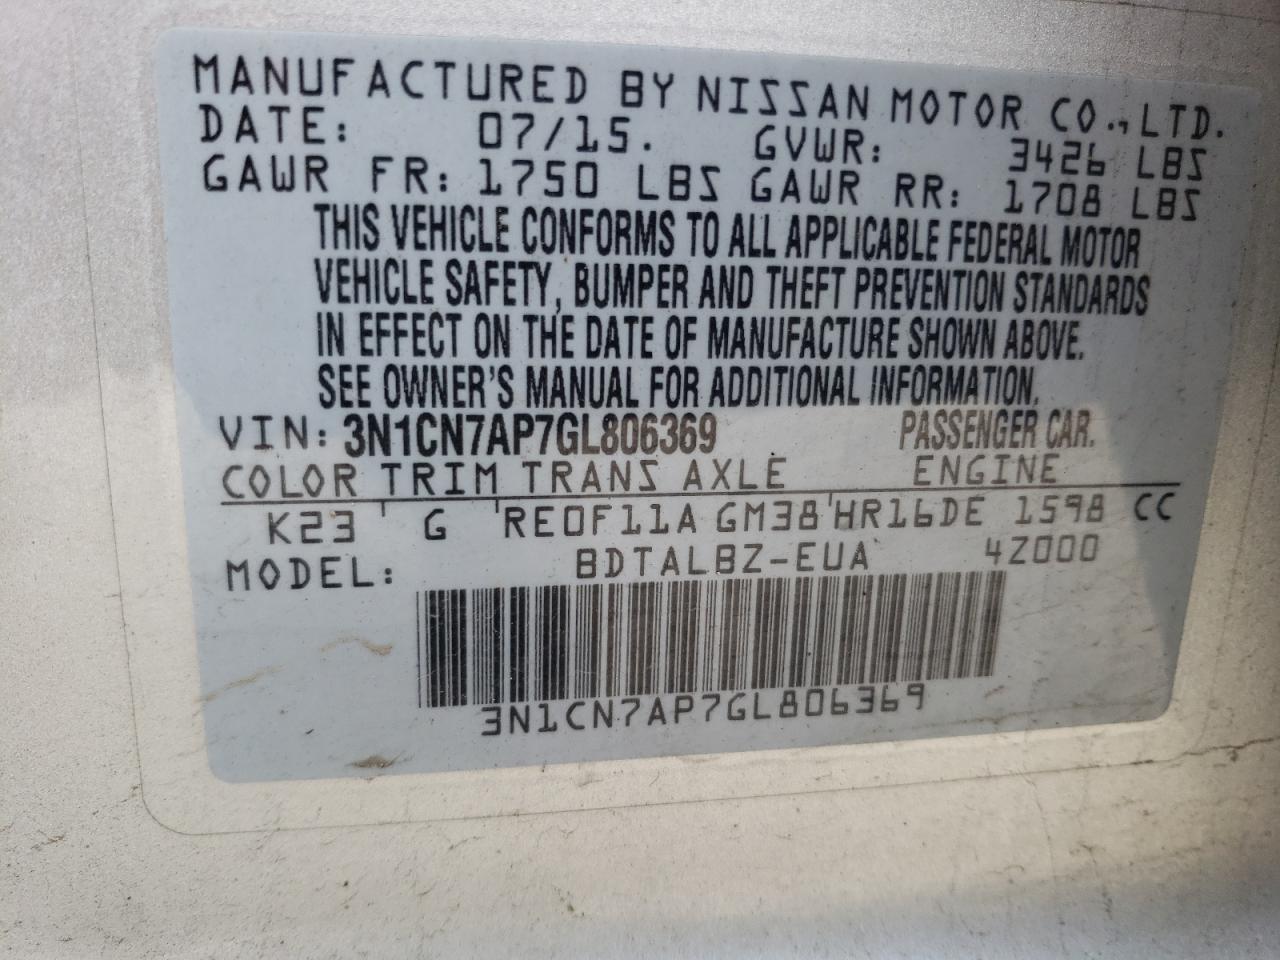 MANUFACTURED BY NISSAN MOTOR CO., LTD.
DATE: 07/15. GVWR: 3426 LBS
GAWR FR: 1750 LBS GAWR RR: 1708 LBS
THIS VEHICLE CONFORMS TO ALL APPLICABLE FEDERAL MOTOR
VEHICLE SAFETY, BUMPER AND THEFT PREVENTION STANDARDS
IN EFFECT ON THE DATE OF MANUFACTURE SHOWN ABOVE.
SEE OWNER'S MANUAL FOR ADDITIONAL INFORMATION.
VIN: 3N1CN7AP7GL806369 PASSENGER CAR.
COLOR TRIM TRANS AXLE ENGINE
K23 ' G 'RE0F11A GM38'HR16DE 1598 CC
MODEL: BDTALBZ-EUA 4Z000
3N1CN7AP7GL806369